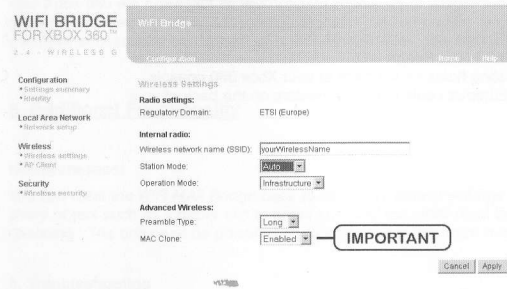 WIFI BRIDGE
FOR XBOX 360™
2.4 - WIRELESS G
WiFi Bridge
Configuration
Home | Help
Configuration
• Settings summary
• Identity
Local Area Network
• Network setup
Wireless
• Wireless settings
• AP Client
Security
• Wireless security
Wireless Settings
Radio settings:
Regulatory Domain: ETSI (Europe)
Internal radio:
Wireless network name (SSID): yourWirelessName
Station Mode: Auto
Operation Mode: Infrastructure
Advanced Wireless:
Preamble Type: Long
MAC Clone: Enabled IMPORTANT
Cancel Apply